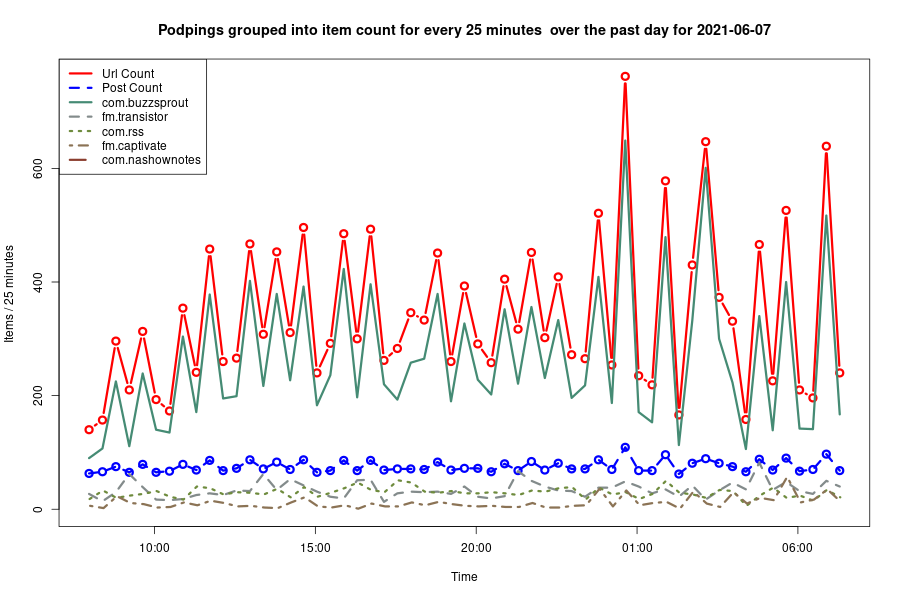 Podpings grouped into item count for every 25 minutes  over the past day for 2021-06-07
Url Count
Post Count
com.buzzsprout
fm.transistor
com.rss
fm.captivate
com.nashownotes
Items / 25 minutes
600
400
200
0
10:00
15:00
20:00
01:00
06:00
Time